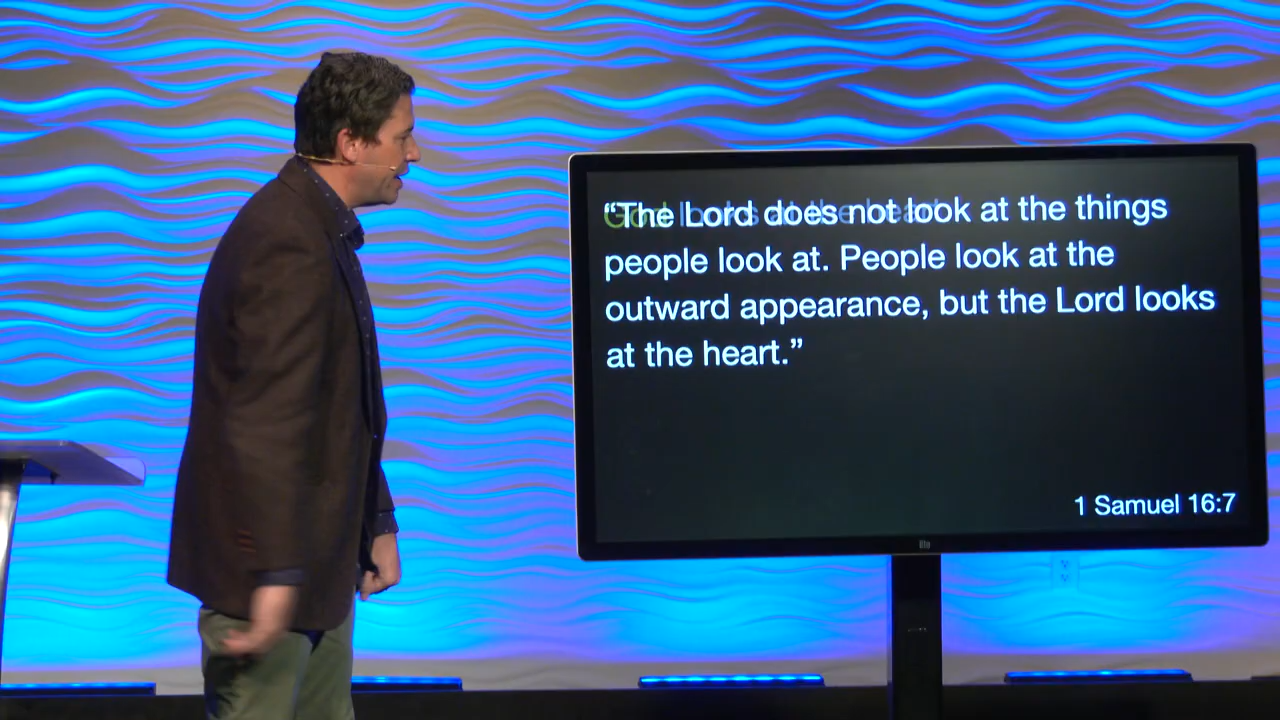 “The Lord does not look at the things
people look at. People look at the
outward appearance, but the Lord looks
at the heart.”
1 Samuel 16:7
elo